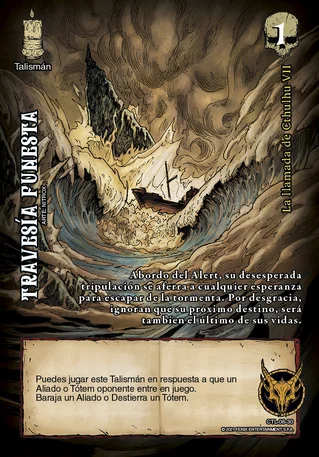 Talismán
1
TRAVESÍA FUNESTA
La llamada de Cthulhu VII
Abordo del Alert, su desesperada
tripulación se aferra a cualquier esperanza
para escapar de la tormenta. Por desgracia,
ignoran que su próximo destino, será
también el último de sus vidas.
Puedes jugar este Talismán en respuesta a que un
Aliado o Tótem oponente entre en juego.
Baraja un Aliado o Destierra un Tótem.
© 2021 FENIX ENTERTAINMENT S.P.A